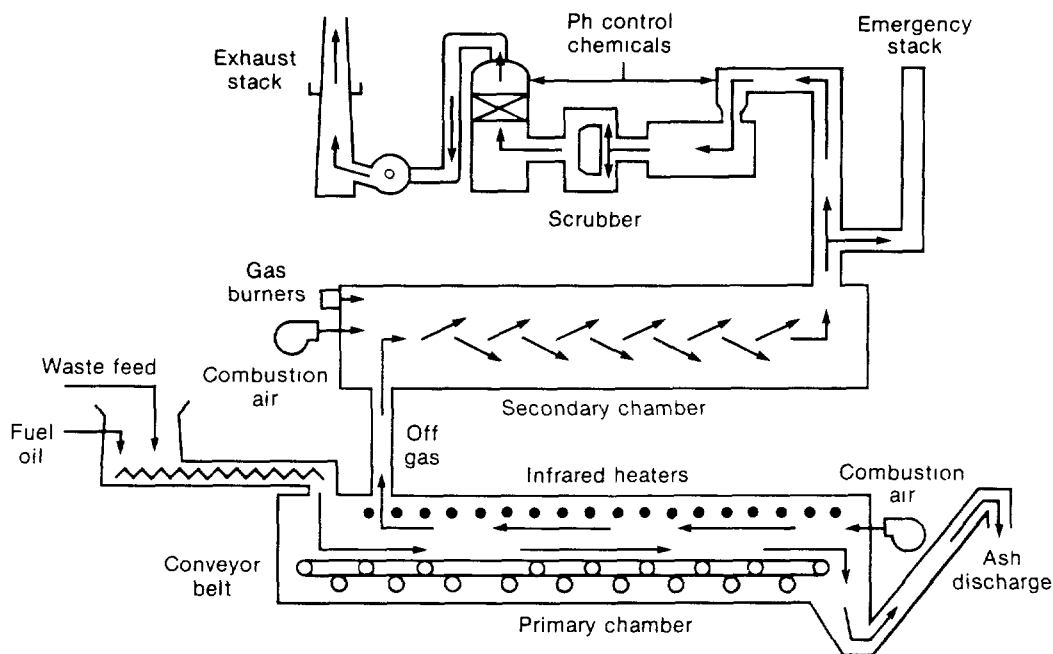 Ph control
chemicals
Emergency
stack
Exhaust
stack
Scrubber
Gas
burners
Combustion
air
Waste feed
Fuel
oil
Secondary chamber
Off
gas
Infrared heaters
Combustion
air
Conveyor
belt
Ash
discharge
Primary chamber